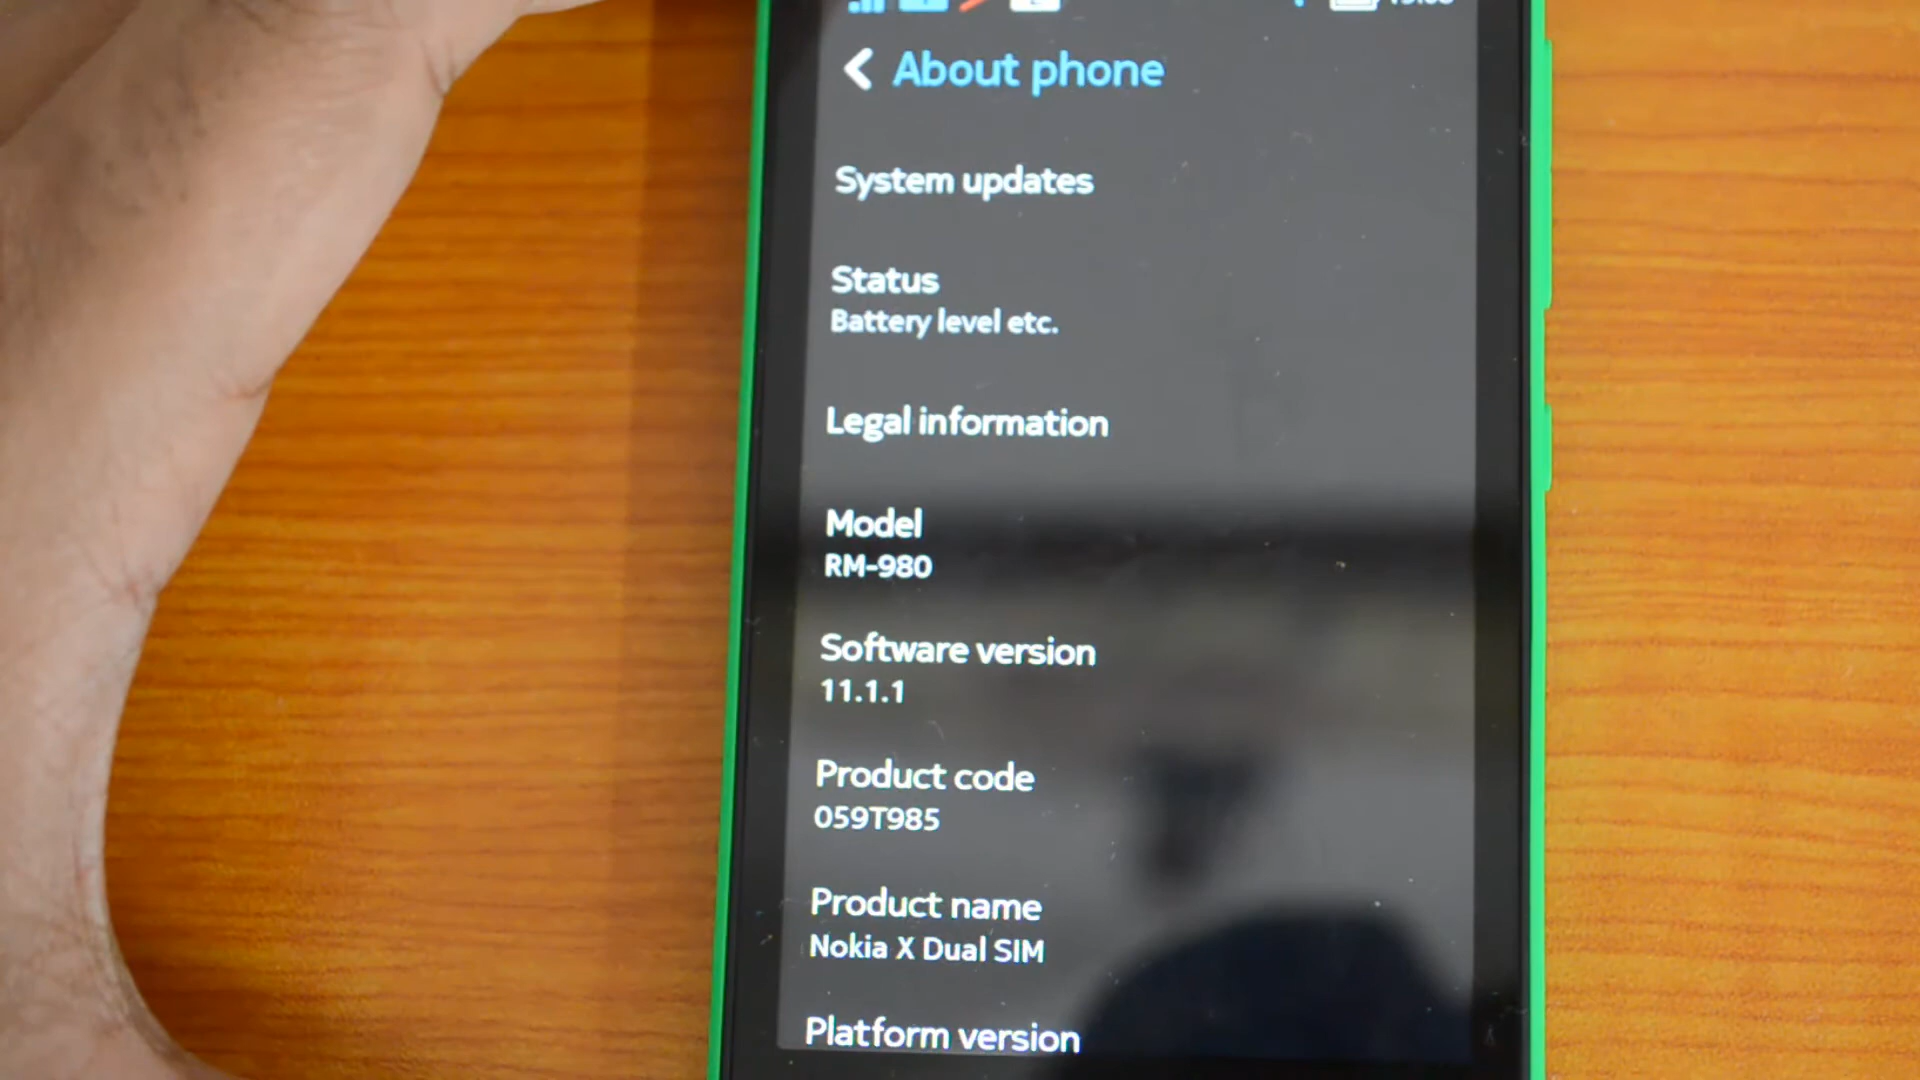 About phone
System updates
Status
Battery level etc.
Legal information
Model
RM-980
Software version
11.1.1
Product code
059T985
Product name
Nokia X Dual SIM
Platform version